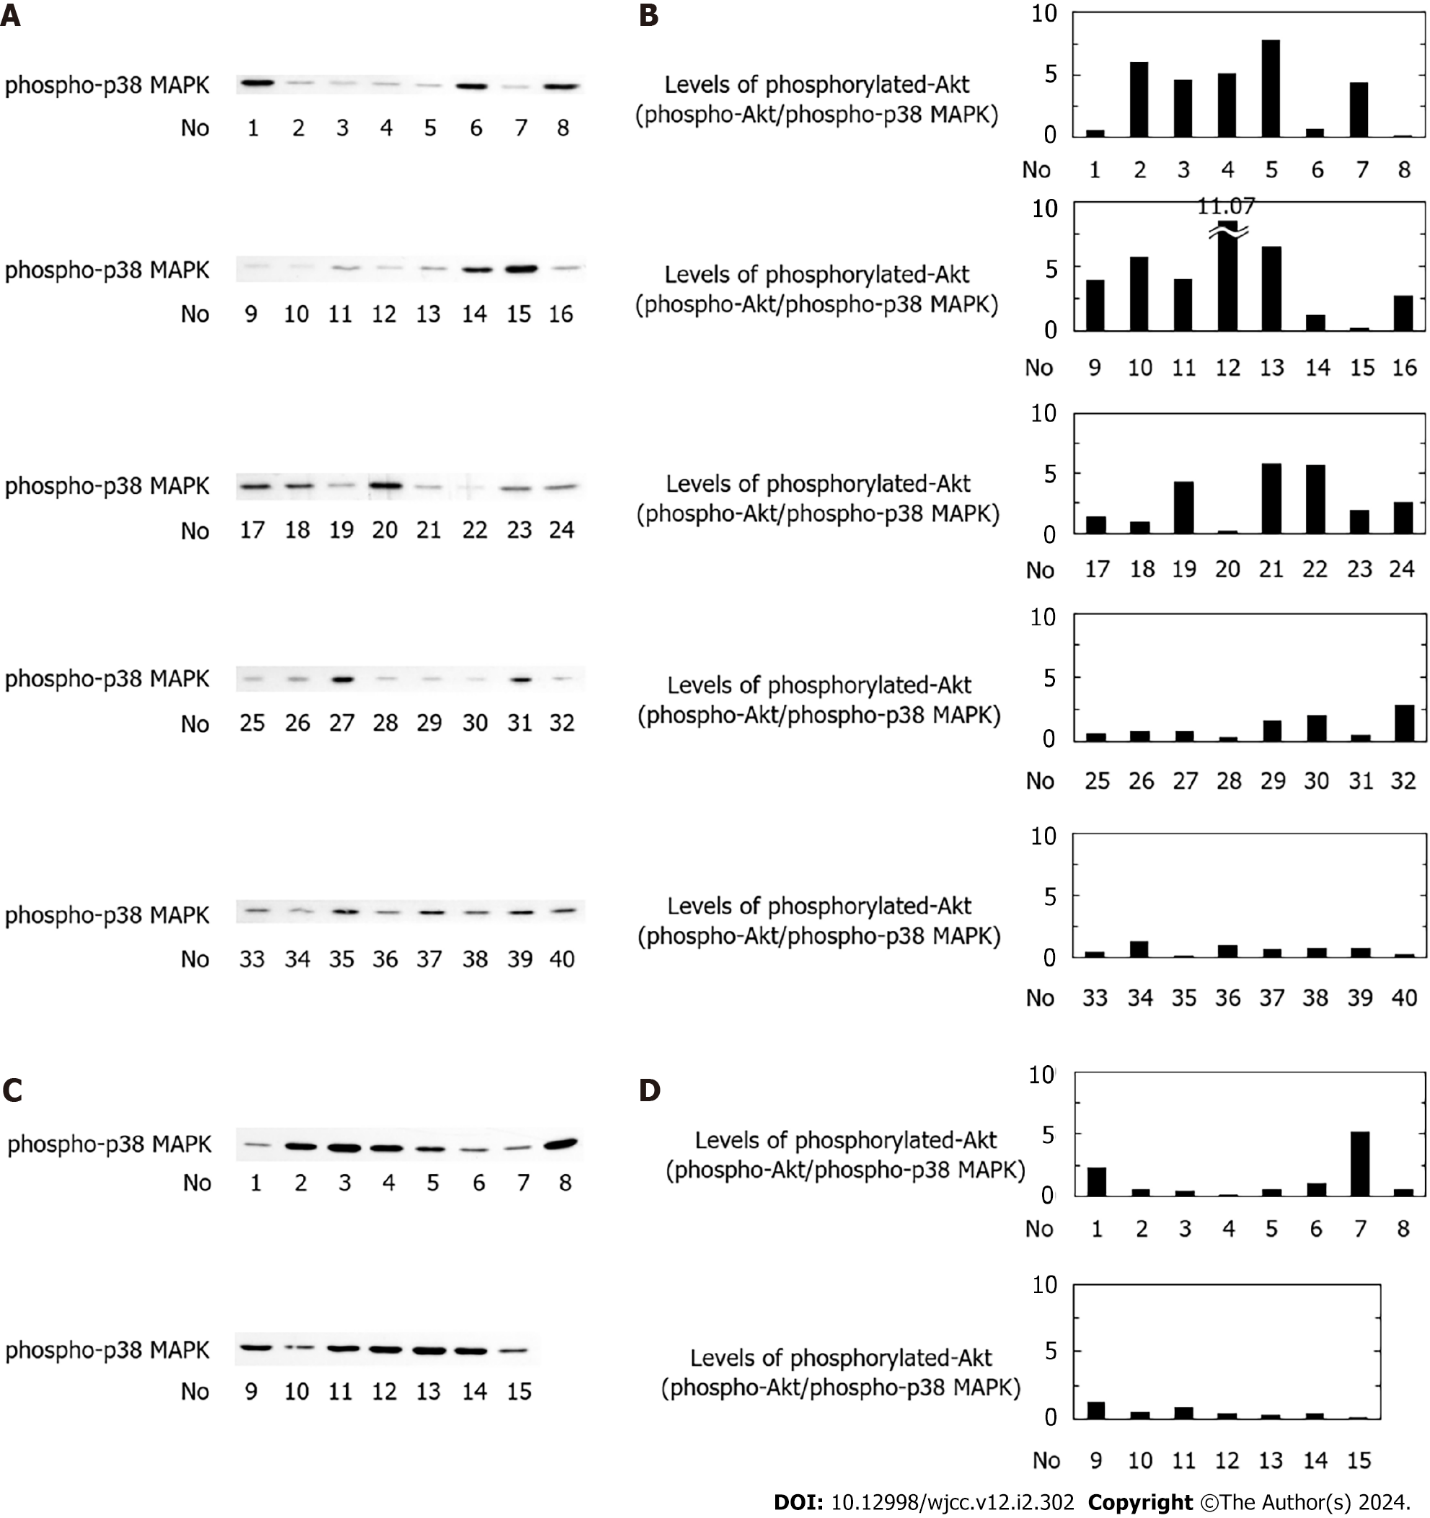 A
phospho-p38 MAPK
No 1 2 3 4 5 6 7 8
phospho-p38 MAPK
No 9 10 11 12 13 14 15 16
phospho-p38 MAPK
No 17 18 19 20 21 22 23 24
phospho-p38 MAPK
No 25 26 27 28 29 30 31 32
phospho-p38 MAPK
No 33 34 35 36 37 38 39 40
B
Levels of phosphorylated-Akt
(phospho-Akt/phospho-p38 MAPK)
10
5
0
No 1 2 3 4 5 6 7 8
Levels of phosphorylated-Akt
(phospho-Akt/phospho-p38 MAPK)
11.07
10
5
0
No 9 10 11 12 13 14 15 16
Levels of phosphorylated-Akt
(phospho-Akt/phospho-p38 MAPK)
10
5
0
No 17 18 19 20 21 22 23 24
Levels of phosphorylated-Akt
(phospho-Akt/phospho-p38 MAPK)
10
5
0
No 25 26 27 28 29 30 31 32
Levels of phosphorylated-Akt
(phospho-Akt/phospho-p38 MAPK)
10
5
0
No 33 34 35 36 37 38 39 40
C
phospho-p38 MAPK
No 1 2 3 4 5 6 7 8
phospho-p38 MAPK
No 9 10 11 12 13 14 15
D
Levels of phosphorylated-Akt
(phospho-Akt/phospho-p38 MAPK)
10
5
0
No 1 2 3 4 5 6 7 8
Levels of phosphorylated-Akt
(phospho-Akt/phospho-p38 MAPK)
10
5
0
No 9 10 11 12 13 14 15
DOI: 10.12998/wjcc.v12.i2.302 Copyright ©The Author(s) 2024.